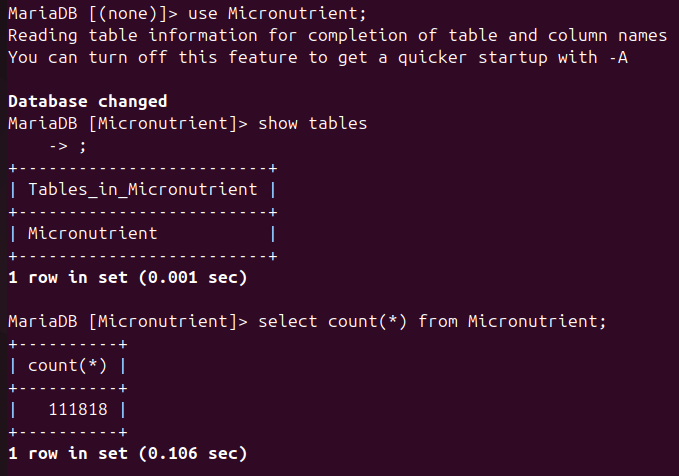 MariaDB [(none)]> use Micronutrient;
Reading table information for completion of table and column names
You can turn off this feature to get a quicker startup with -A

Database changed
MariaDB [Micronutrient]> show tables
    -> ;
+-------------------------+
| Tables_in_Micronutrient |
+-------------------------+
| Micronutrient           |
+-------------------------+
1 row in set (0.001 sec)

MariaDB [Micronutrient]> select count(*) from Micronutrient;
+----------+
| count(*) |
+----------+
|   111818 |
+----------+
1 row in set (0.106 sec)